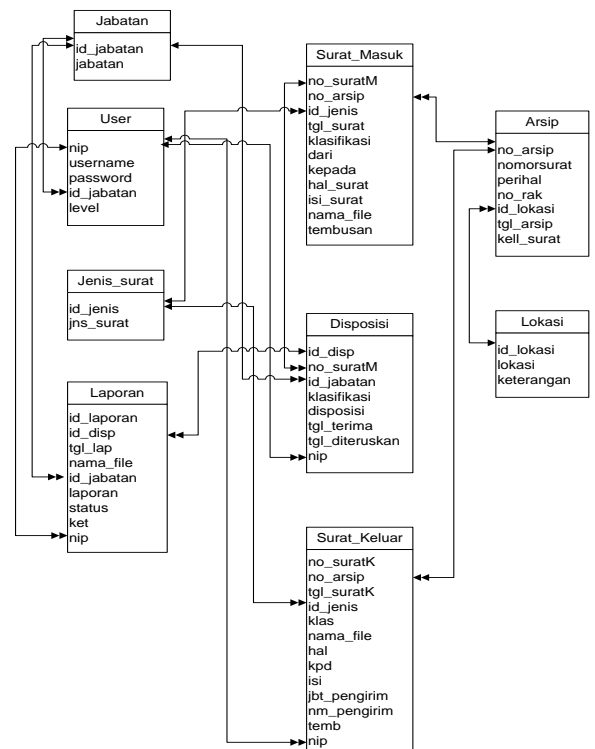 Jabatan
id_jabatan
jabatan
User
nip
username
password
id_jabatan
level
Jenis_surat
id_jenis
jns_surat
Laporan
id_laporan
id_disp
tgl_lap
nama_file
id_jabatan
laporan
status
ket
nip
Surat_Masuk
no_suratM
no_arsip
id_jenis
tgl_surat
klasifikasi
dari
kepada
hal_surat
isi_surat
nama_file
tembusan
Disposisi
id_disp
no_suratM
id_jabatan
klasifikasi
disposisi
tgl_terima
tgl_diteruskan
nip
Surat_Keluar
no_suratK
no_arsip
tgl_suratK
id_jenis
klas
nama_file
hal
kpd
isi
jbt_pengirim
nm_pengirim
temb
nip
Arsip
no_arsip
nomorsurat
perihal
no_rak
id_lokasi
tgl_arsip
kell_surat
Lokasi
id_lokasi
lokasi
keterangan